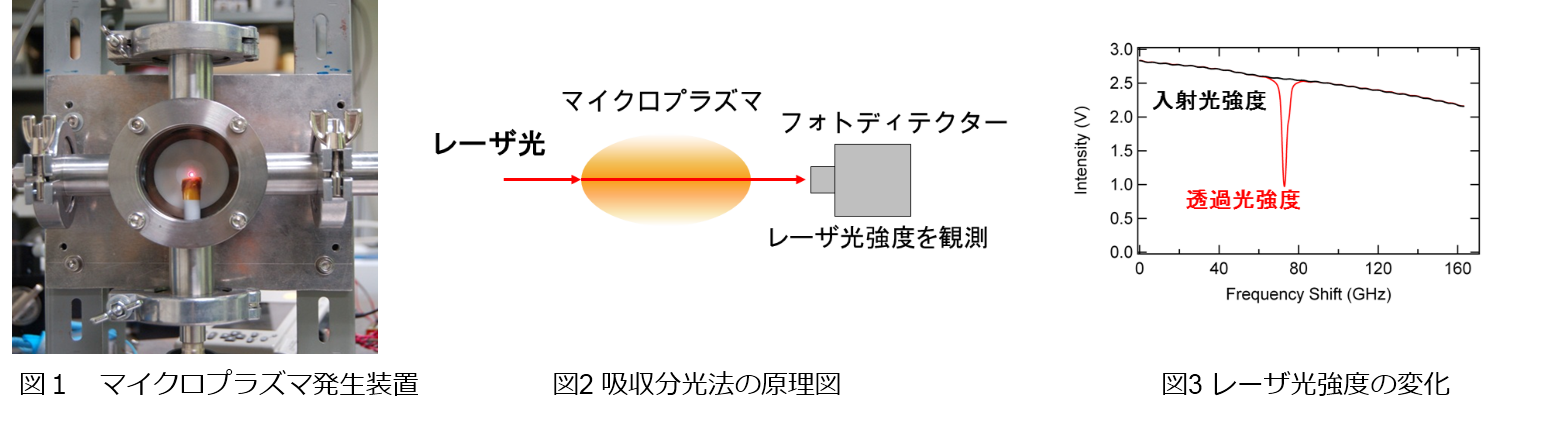 マイクロプラズマ
レーザ光
フォトディテクター
レーザ光強度を観測
3.0
2.5
2.0
1.5
1.0
0.5
0.0
Intensity (V)
入射光強度
透過光強度
0 40 80 120 160
Frequency Shift (GHz)
図１ マイクロプラズマ発生装置
図2 吸収分光法の原理図
図3 レーザ光強度の変化